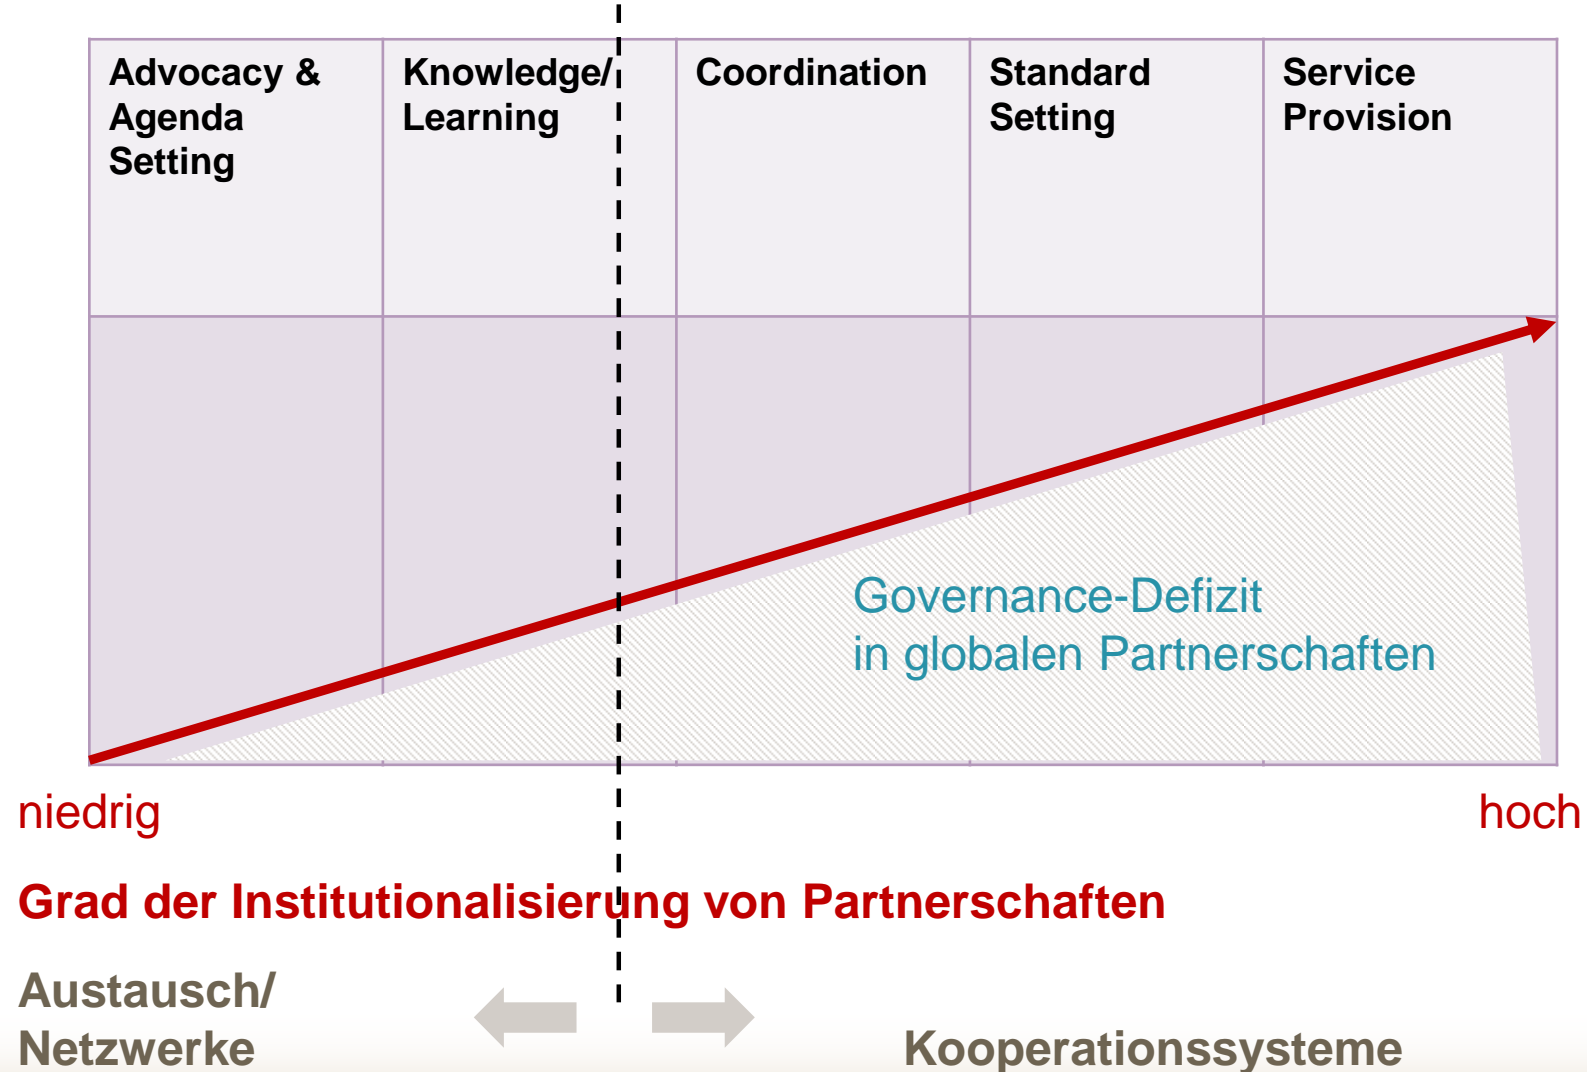 Advocacy &
Agenda
Setting
Knowledge/
Learning
Coordination
Standard
Setting
Service
Provision
Governance-Defizit
in globalen Partnerschaften
niedrig
hoch
Grad der Institutionalisierung von Partnerschaften
Austausch/
Netzwerke
Kooperationssysteme